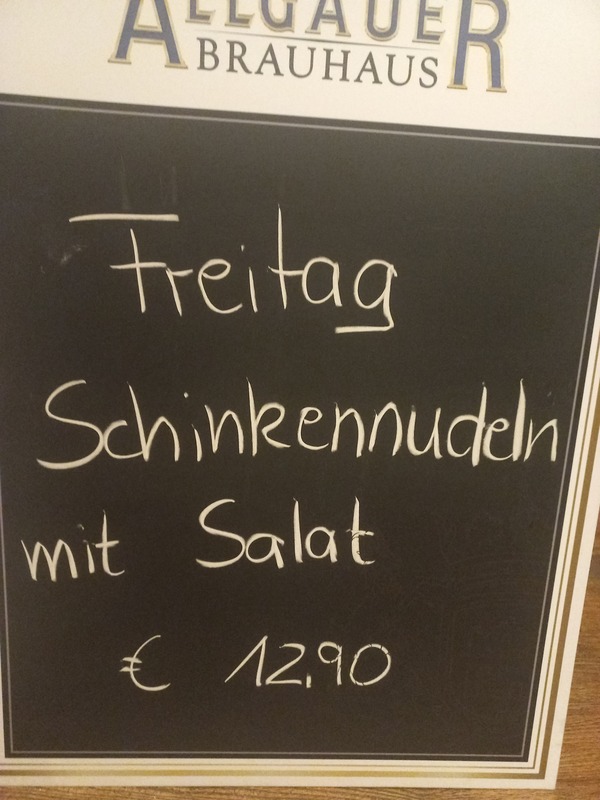 ALLGÄUER
BRAUHAUS
Freitag
Schinkennudeln
mit Salat
€ 12,90